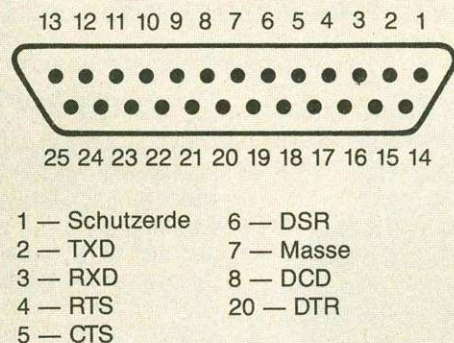 13 12 11 10 9 8 7 6 5 4 3 2 1
25 24 23 22 21 20 19 18 17 16 15 14
1 — Schutzerde
2 — TXD
3 — RXD
4 — RTS
5 — CTS
6 — DSR
7 — Masse
8 — DCD
20 — DTR